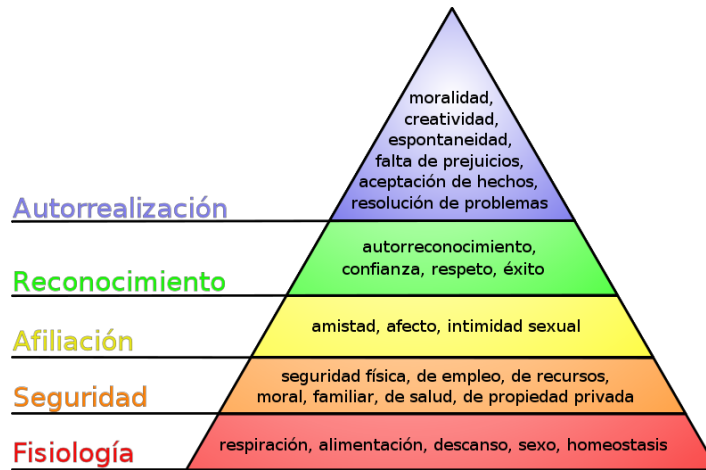 moralidad,
creatividad,
espontaneidad,
falta de prejuicios,
aceptación de hechos,
resolución de problemas
Autorrealización
autorreconocimiento,
confianza, respeto, éxito
Reconocimiento
amistad, afecto, intimidad sexual
Afiliación
seguridad física, de empleo, de recursos,
moral, familiar, de salud, de propiedad privada
Seguridad
respiración, alimentación, descanso, sexo, homeostasis
Fisiología